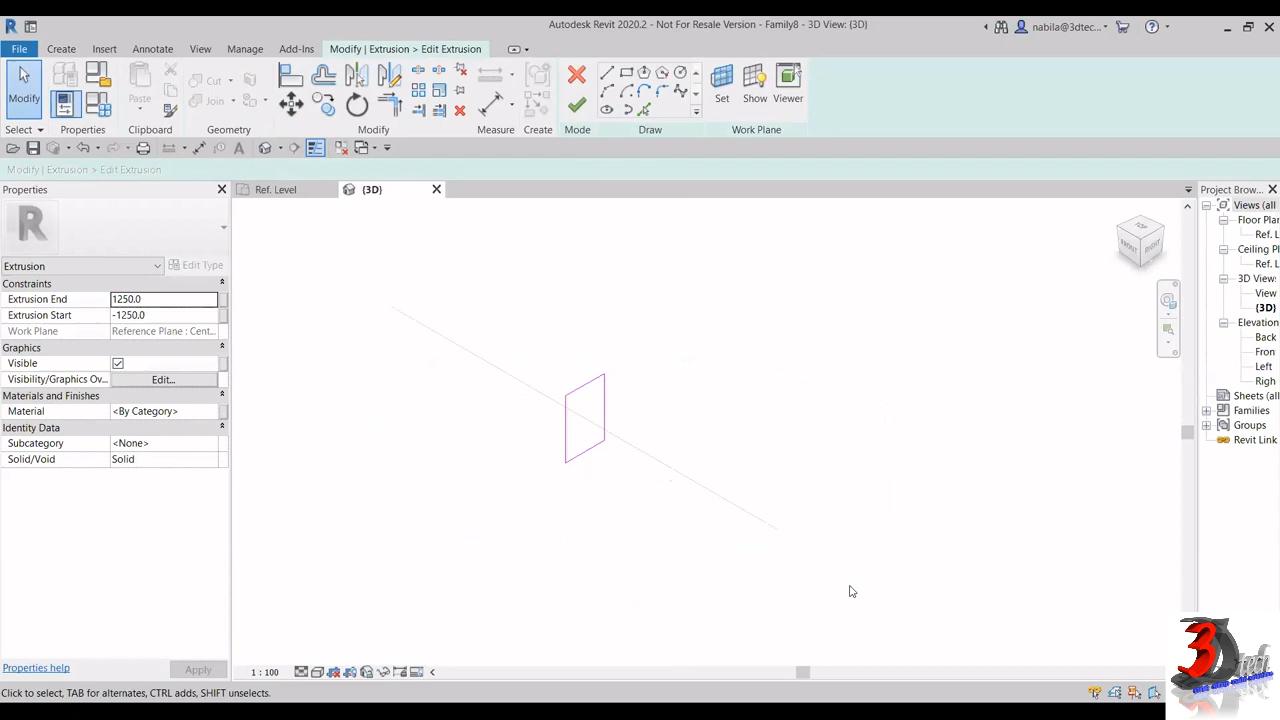 Autodesk Revit 2020.2 - Not For Resale Version - Family8 - 3D View: {3D}
nabila@3dtec...
File Create Insert Annotate View Manage Add-Ins Modify | Extrusion > Edit Extrusion
Modify Paste Cut Join Set Show Viewer
Select Properties Clipboard Geometry Modify Measure Create Mode Draw Work Plane
Modify | Extrusion > Edit Extrusion
Properties Ref. Level {3D} Project Brow...
Views (all
Floor Plan
Ref. L
Ceiling Pl
Ref. L
3D Views
View
{3D}
Elevation
Back
Fron
Left
Righ
Sheets (all
Families
Groups
Revit Link
TOP
FRONT RIGHT
R
Extrusion Edit Type
Constraints
Extrusion End 1250.0
Extrusion Start -1250.0
Work Plane Reference Plane : Cent...
Graphics
Visible
Visibility/Graphics Ov... Edit...
Materials and Finishes
Material <By Category>
Identity Data
Subcategory <None>
Solid/Void Solid
Properties help Apply
1 : 100
Click to select, TAB for alternates, CTRL adds, SHIFT unselects.
3D tech